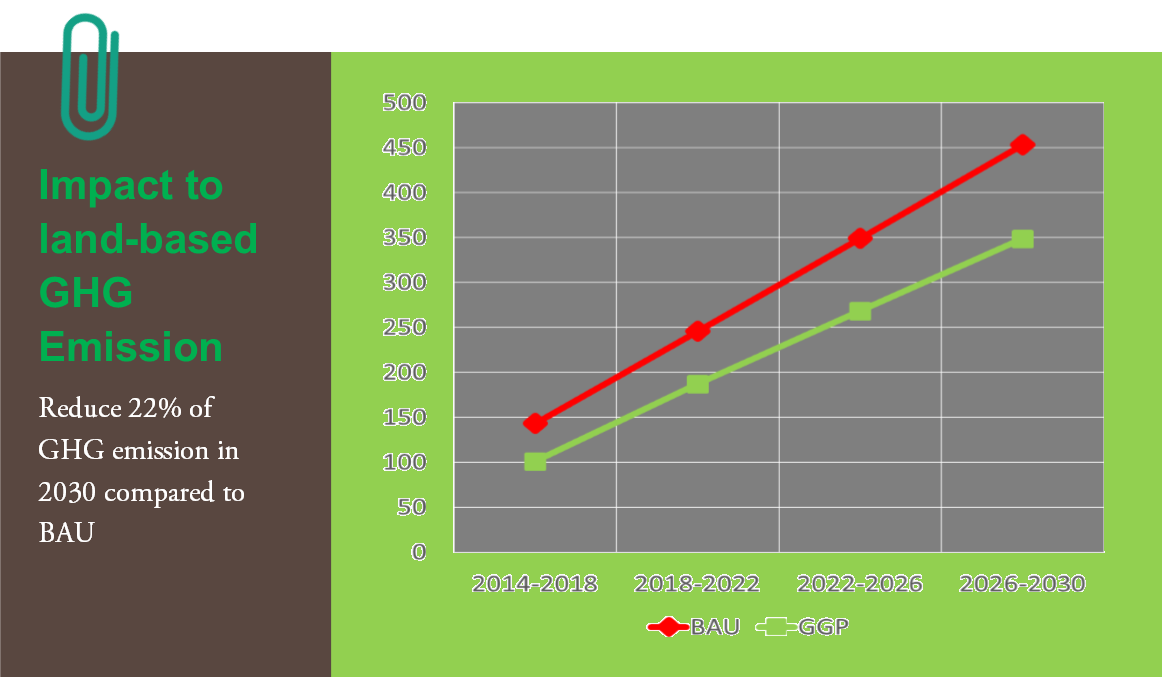 Impact to
land-based
GHG
Emission
Reduce 22% of
GHG emission in
2030 compared to
BAU
500
450
400
350
300
250
200
150
100
50
0
2014-2018 2018-2022 2022-2026 2026-2030
BAU GGP